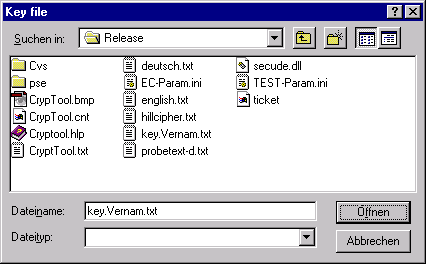 Key file
Suchen in: Release
Cvs deutsch.txt secude.dll
pse EC-Param.ini TEST-Param.ini
CrypTool.bmp english.txt ticket
CrypTool.cnt hillcipher.txt
Cryptool.hlp key.Vernam.txt
CryptTool.txt probetext-d.txt
Dateiname: key.Vernam.txt Öffnen
Dateityp: Abbrechen